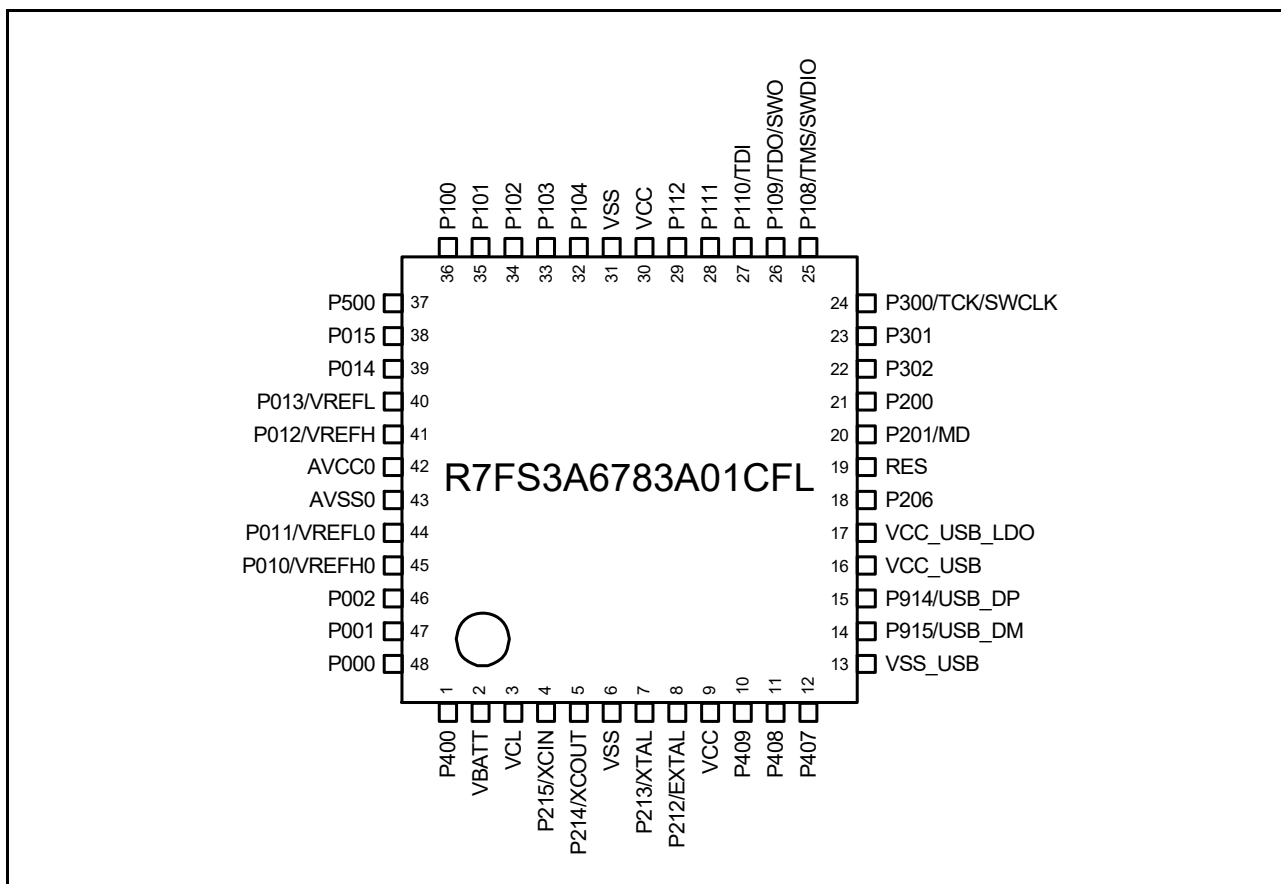 P100
P101
P102
P103
P104
VSS
VCC
P112
P111
P110/TDI
P109/TDO/SWO
P108/TMS/SWDIO
36
35
34
33
32
31
30
29
28
27
26
25
P500 37
P015 38
P014 39
P013/VREFL 40
P012/VREFH 41
AVCC0 42
AVSS0 43
P011/VREFL0 44
P010/VREFH0 45
P002 46
P001 47
P000 48
R7FS3A6783A01CFL
24 P300/TCK/SWCLK
23 P301
22 P302
21 P200
20 P201/MD
19 RES
18 P206
17 VCC_USB_LDO
16 VCC_USB
15 P914/USB_DP
14 P915/USB_DM
13 VSS_USB
1
2
3
4
5
6
7
8
9
10
11
12
P400
VBATT
VCL
P215/XCIN
P214/XCOUT
VSS
P213/XTAL
P212/EXTAL
VCC
P409
P408
P407